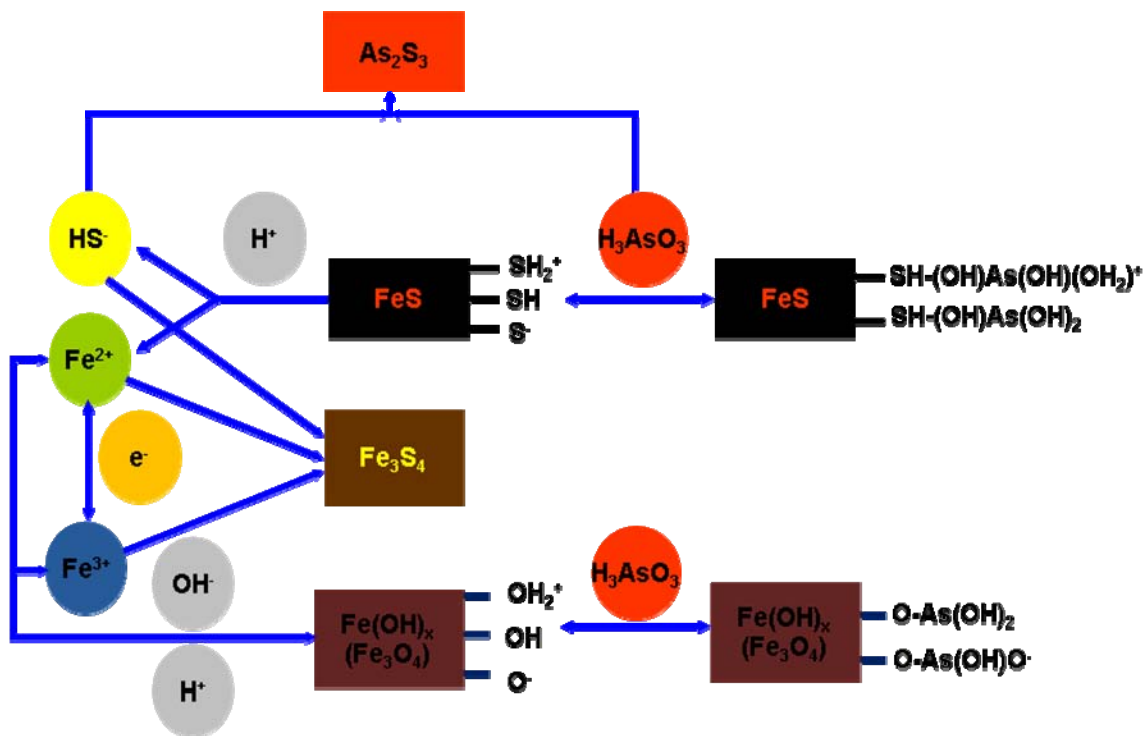 As₂S₃
HS⁻
H⁺
H₃AsO₃
FeS
SH₂⁺
SH
S⁻
FeS
SH-(OH)As(OH)(OH₂)⁺
SH-(OH)As(OH)₂
Fe²⁺
e⁻
Fe₃S₄
Fe³⁺
OH⁻
H⁺
Fe(OH)ₓ
(Fe₃O₄)
OH₂⁺
OH
O⁻
H₃AsO₃
Fe(OH)ₓ
(Fe₃O₄)
O-As(OH)₂
O-As(OH)O⁻